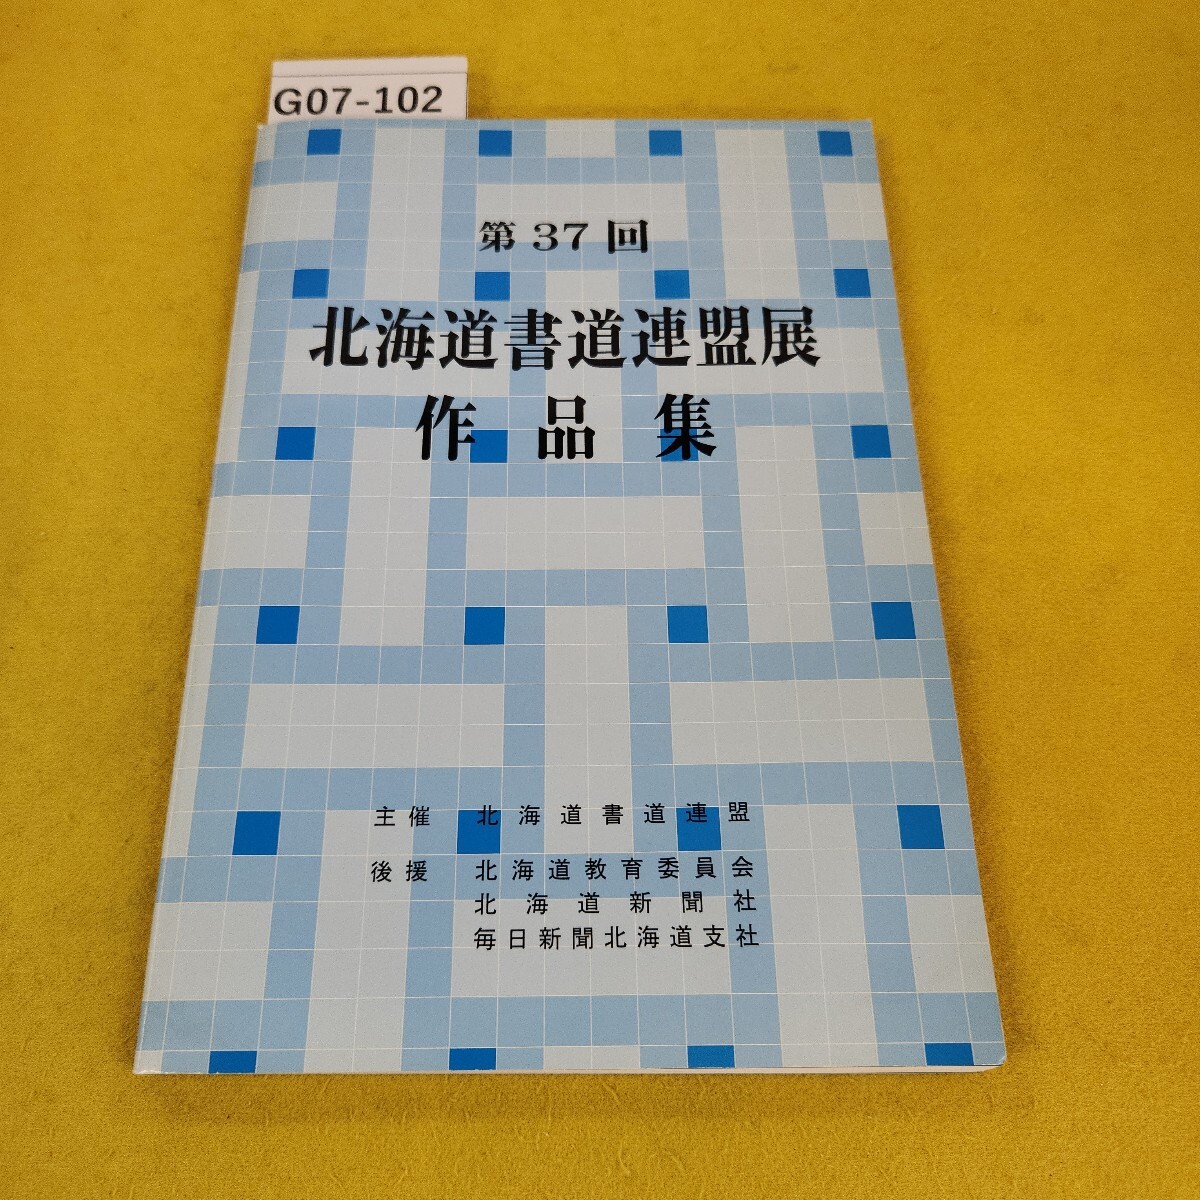 G07-102
第37回
北海道書道連盟展
作品集
主催 北海道書道連盟
後援 北海道教育委員会
北海道新聞社
毎日新聞北海道支社